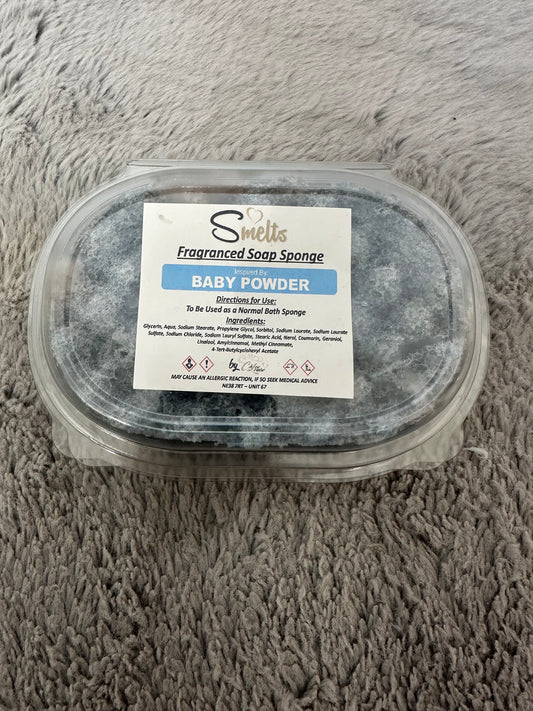 Smelts
Fragranced Soap Sponge
Inspired By
BABY POWDER
Directions for Use:
To Be Used as a Normal Bath Sponge
Ingredients:
Glycerin, Aqua, Sodium Stearate, Propylene Glycol, Sorbitol, Sodium Laurate, Sodium Laurate
Sulfate, Sodium Chloride, Sodium Lauryl Sulfate, Stearic Acid, Nerol, Coumarin, Geraniol,
Linalool, Amylcinnamal, Methyl Cinnamate,
4-Tert-Butylcyclohexyl Acetate
by
MAY CAUSE AN ALLERGIC REACTION, IF SO SEEK MEDICAL ADVICE
NE38 7RT – UNIT 67